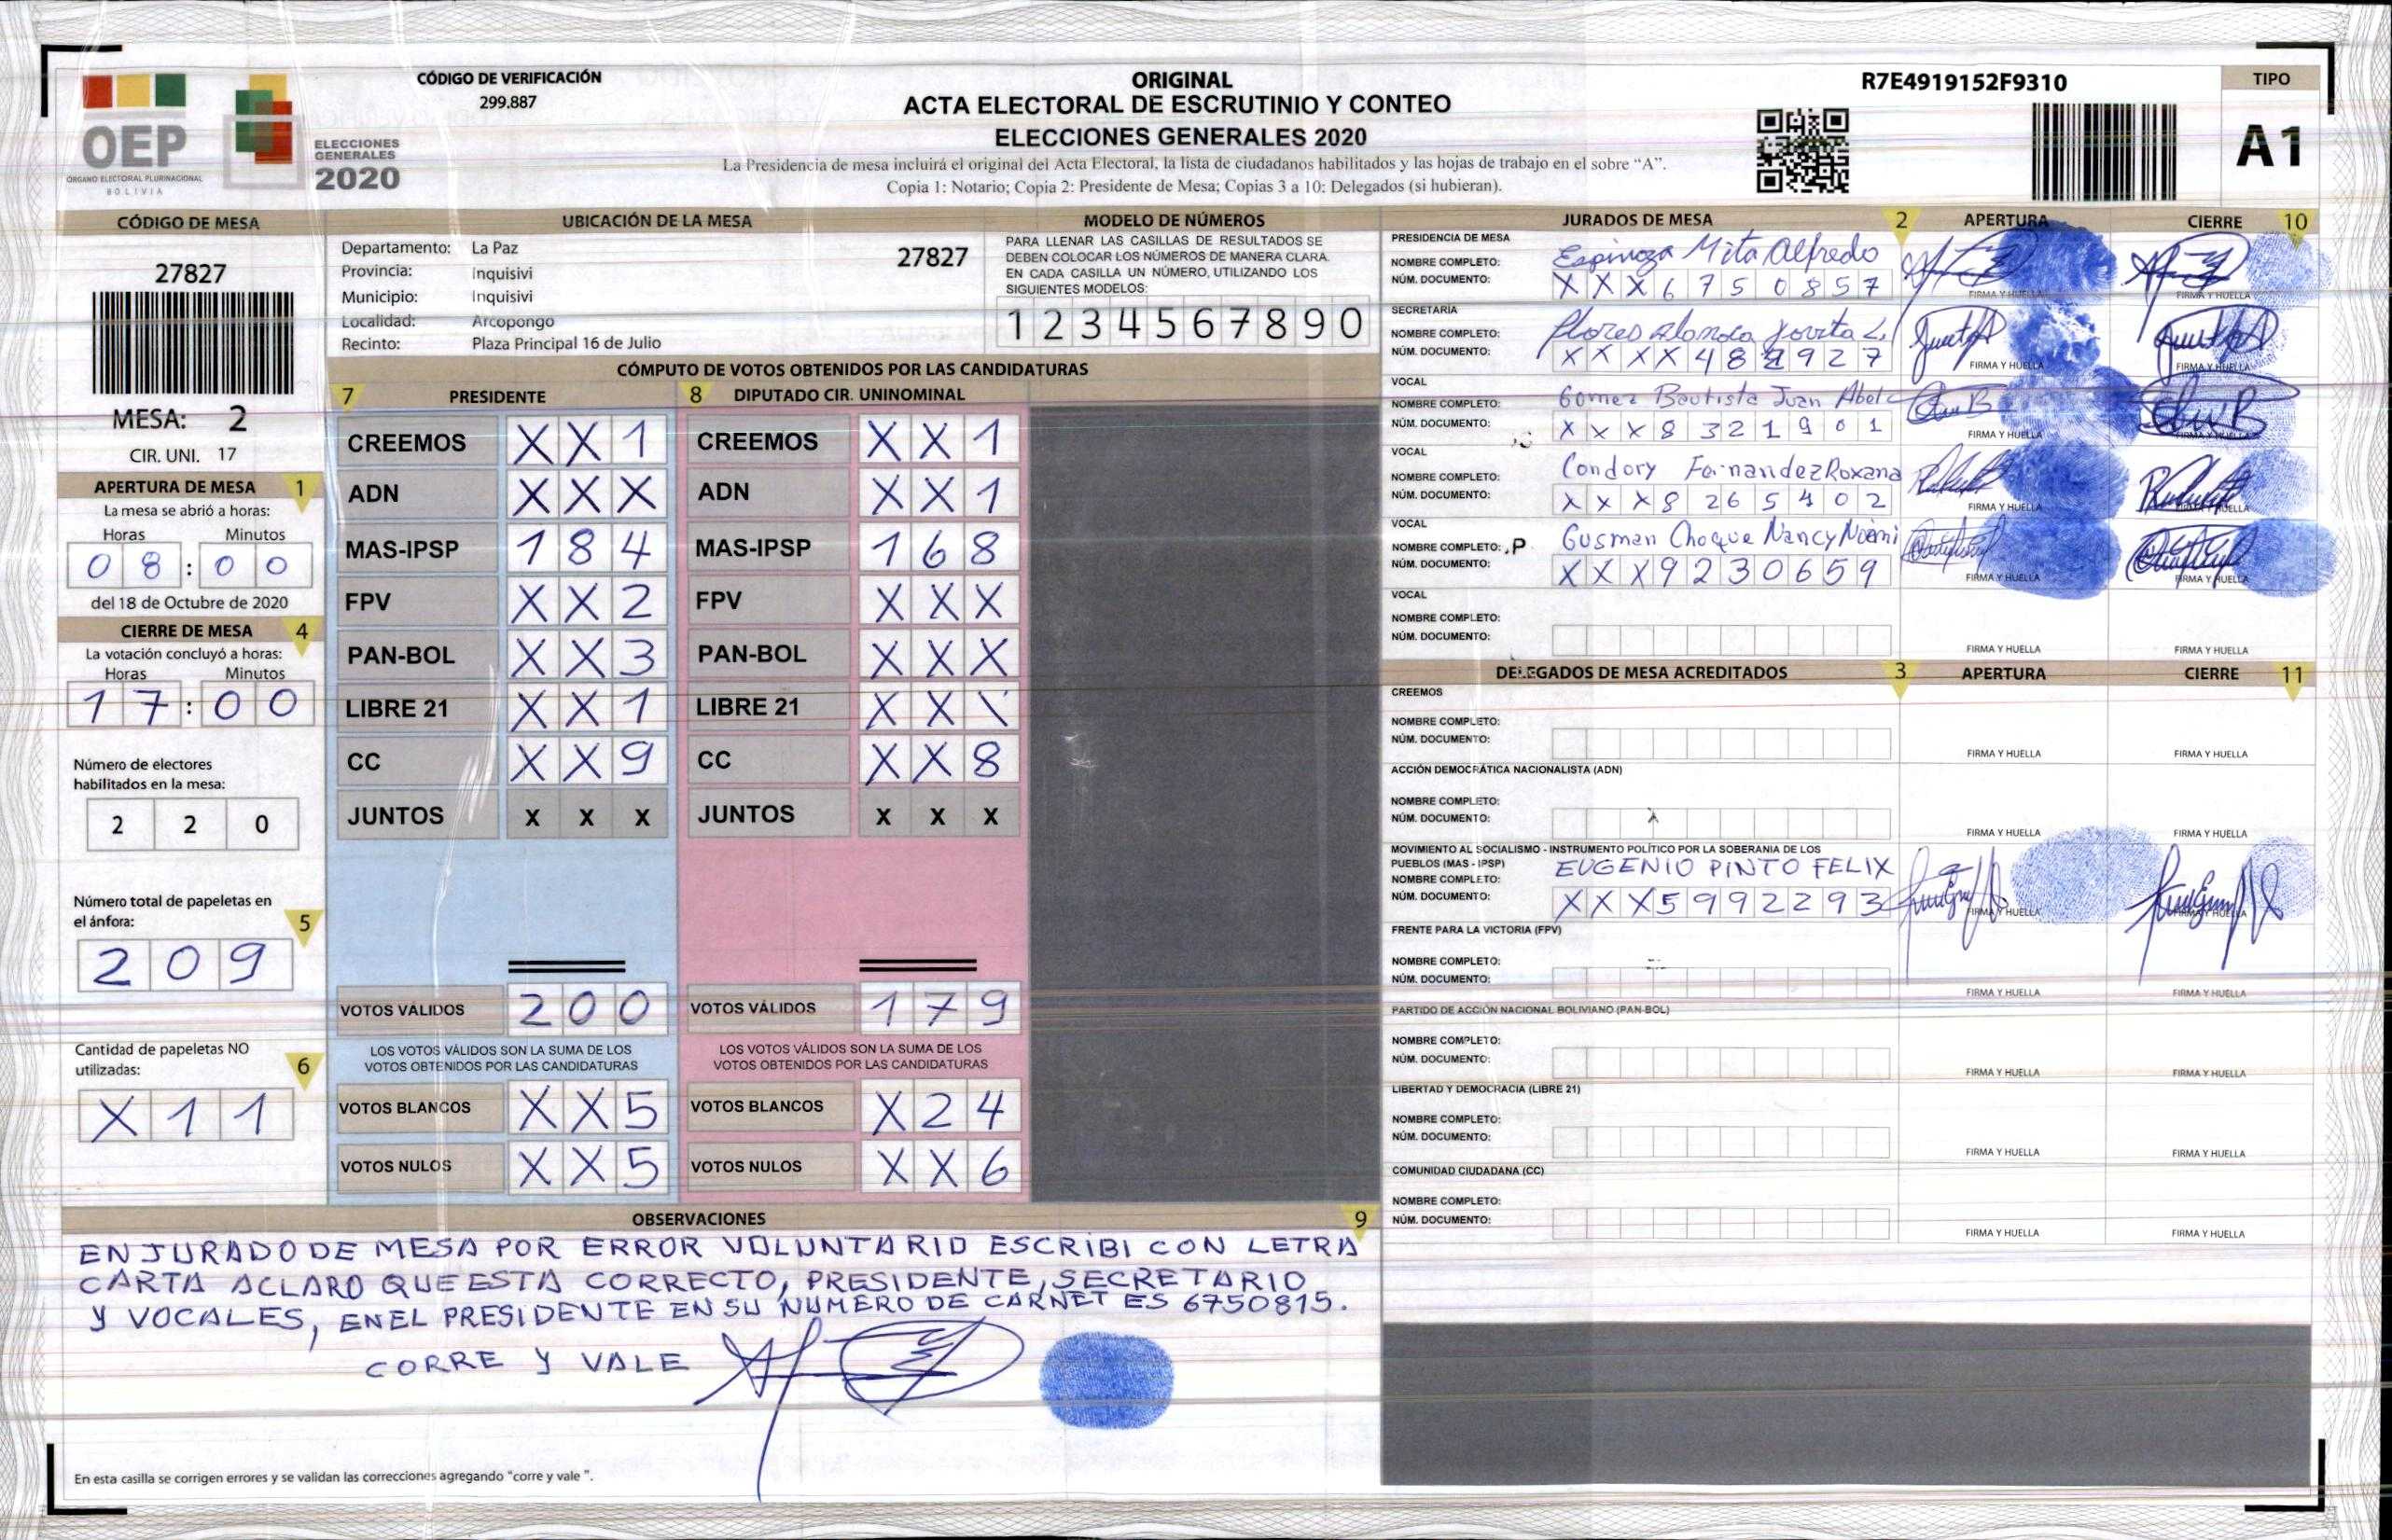 OEP
ÓRGANO ELECTORAL PLURINACIONAL
BOLIVIA
ELECCIONES
GENERALES
2020
CÓDIGO DE VERIFICACIÓN
299.887
ORIGINAL
ACTA ELECTORAL DE ESCRUTINIO Y CONTEO
ELECCIONES GENERALES 2020
La Presidencia de mesa incluirá el original del Acta Electoral, la lista de ciudadanos habilitados y las hojas de trabajo en el sobre “A”.
Copia 1: Notario; Copia 2: Presidente de Mesa; Copias 3 a 10: Delegados (si hubieran).
R7E4919152F9310
TIPO
A1
CÓDIGO DE MESA
27827
MESA: 2
CIR. UNI. 17
APERTURA DE MESA 1
La mesa se abrió a horas:
Horas Minutos
0 8 : 0 0
del 18 de Octubre de 2020
CIERRE DE MESA 4
La votación concluyó a horas:
Horas Minutos
1 7 : 0 0
Número de electores
habilitados en la mesa:
2 2 0
Número total de papeletas en
el ánfora: 5
2 0 9
Cantidad de papeletas NO
utilizadas: 6
X 1 1
UBICACIÓN DE LA MESA
Departamento: La Paz
27827
Provincia: Inquisivi
Municipio: Inquisivi
Localidad: Arcopongo
Recinto: Plaza Principal 16 de Julio
MODELO DE NÚMEROS
PARA LLENAR LAS CASILLAS DE RESULTADOS SE
DEBEN COLOCAR LOS NÚMEROS DE MANERA CLARA.
EN CADA CASILLA UN NÚMERO, UTILIZANDO LOS
SIGUIENTES MODELOS:
1 2 3 4 5 6 7 8 9 0
CÓMPUTO DE VOTOS OBTENIDOS POR LAS CANDIDATURAS
7 PRESIDENTE
CREEMOS X X 1
ADN X X X
MAS-IPSP 1 8 4
FPV X X 2
PAN-BOL X X 3
LIBRE 21 X X 1
CC X X 9
JUNTOS X X X
VOTOS VÁLIDOS 2 0 0
LOS VOTOS VÁLIDOS SON LA SUMA DE LOS
VOTOS OBTENIDOS POR LAS CANDIDATURAS
VOTOS BLANCOS X X 5
VOTOS NULOS X X 5
8 DIPUTADO CIR. UNINOMINAL
CREEMOS X X 1
ADN X X 1
MAS-IPSP 1 6 8
FPV X X X
PAN-BOL X X X
LIBRE 21 X X
CC X X 8
JUNTOS X X X
VOTOS VÁLIDOS 1 7 9
LOS VOTOS VÁLIDOS SON LA SUMA DE LOS
VOTOS OBTENIDOS POR LAS CANDIDATURAS
VOTOS BLANCOS X 2 4
VOTOS NULOS X X 6
OBSERVACIONES 9
EN JURADO DE MESA POR ERROR VOLUNTARIO ESCRIBI CON LETRA
CARTA ACLARO QUE ESTA CORRECTO, PRESIDENTE, SECRETARIO
Y VOCALES, EN EL PRESIDENTE EN SU NUMERO DE CARNET ES 6750815.
CORRE Y VALE
En esta casilla se corrigen errores y se validan las correcciones agregando “corre y vale ”.
JURADOS DE MESA 2 APERTURA CIERRE 10
PRESIDENCIA DE MESA
NOMBRE COMPLETO: Espinoza Mita Alfredo
NÚM. DOCUMENTO: X X X 6 7 5 0 8 5 7
FIRMA Y HUELLA FIRMA Y HUELLA
SECRETARIA
NOMBRE COMPLETO: Flores Jovita L.
NÚM. DOCUMENTO: X X X X 4 8 9 2 7
FIRMA Y HUELLA FIRMA Y HUELLA
VOCAL
NOMBRE COMPLETO: Gomez Bautista Juan Abel
NÚM. DOCUMENTO: X X X 8 3 2 1 9 0 1
FIRMA Y HUELLA FIRMA Y HUELLA
VOCAL
NOMBRE COMPLETO: Condory Fernandez Roxana
NÚM. DOCUMENTO: X X X 8 2 6 5 4 0 2
FIRMA Y HUELLA FIRMA Y HUELLA
VOCAL
NOMBRE COMPLETO: P Gusman Choque Nancy Noemi
NÚM. DOCUMENTO: X X X 9 2 3 0 6 5 9
FIRMA Y HUELLA FIRMA Y HUELLA
VOCAL
NOMBRE COMPLETO:
NÚM. DOCUMENTO:
FIRMA Y HUELLA FIRMA Y HUELLA
DELEGADOS DE MESA ACREDITADOS 3 APERTURA CIERRE 11
CREEMOS
NOMBRE COMPLETO:
NÚM. DOCUMENTO:
FIRMA Y HUELLA FIRMA Y HUELLA
ACCIÓN DEMOCRÁTICA NACIONALISTA (ADN)
NOMBRE COMPLETO:
NÚM. DOCUMENTO:
FIRMA Y HUELLA FIRMA Y HUELLA
MOVIMIENTO AL SOCIALISMO - INSTRUMENTO POLÍTICO POR LA SOBERANIA DE LOS
PUEBLOS (MAS - IPSP)
NOMBRE COMPLETO: EUGENIO PINTO FELIX
NÚM. DOCUMENTO: X X X 5 9 9 2 2 9 3
FIRMA Y HUELLA FIRMA Y HUELLA
FRENTE PARA LA VICTORIA (FPV)
NOMBRE COMPLETO:
NÚM. DOCUMENTO:
FIRMA Y HUELLA FIRMA Y HUELLA
PARTIDO DE ACCIÓN NACIONAL BOLIVIANO (PAN-BOL)
NOMBRE COMPLETO:
NÚM. DOCUMENTO:
FIRMA Y HUELLA FIRMA Y HUELLA
LIBERTAD Y DEMOCRACIA (LIBRE 21)
NOMBRE COMPLETO:
NÚM. DOCUMENTO:
FIRMA Y HUELLA FIRMA Y HUELLA
COMUNIDAD CIUDADANA (CC)
NOMBRE COMPLETO:
NÚM. DOCUMENTO:
FIRMA Y HUELLA FIRMA Y HUELLA